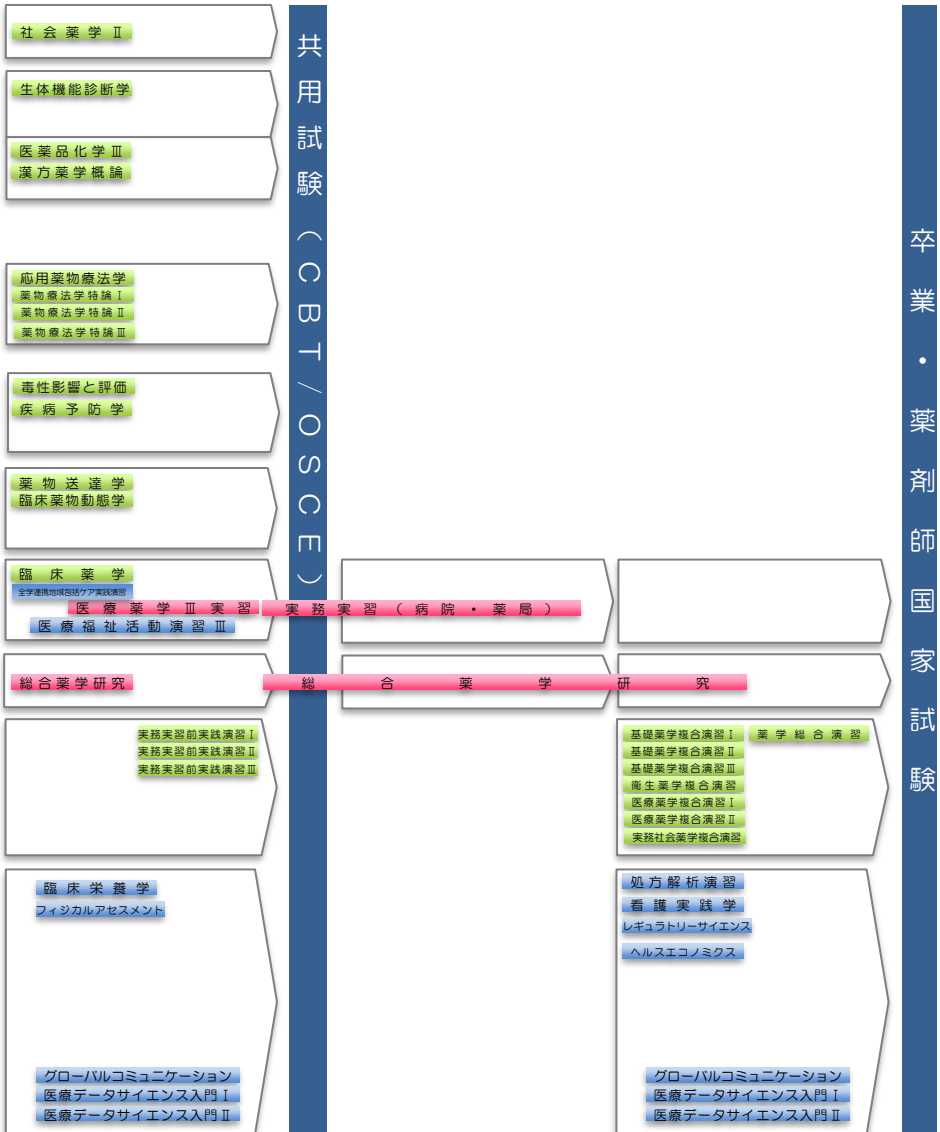 社会薬学Ⅱ
生体機能診断学
医薬品化学Ⅲ
漢方薬学概論
応用薬物療法学
薬物療法学特論Ⅰ
薬物療法学特論Ⅱ
薬物療法学特論Ⅲ
毒性影響と評価
疾病予防学
薬物送達学
臨床薬物動態学
臨床薬学
全学連携地域包括ケア実践演習
医療薬学Ⅲ実習
医療福祉活動演習Ⅲ
総合薬学研究
実務実習前実践演習Ⅰ
実務実習前実践演習Ⅱ
実務実習前実践演習Ⅲ
臨床栄養学
フィジカルアセスメント
グローバルコミュニケーション
医療データサイエンス入門Ⅰ
医療データサイエンス入門Ⅱ
共用試験（CBT/OSCE）
実務実習（病院・薬局）
総合薬学研究
基礎薬学複合演習Ⅰ
薬学総合演習
基礎薬学複合演習Ⅱ
基礎薬学複合演習Ⅲ
衛生薬学複合演習
医療薬学複合演習Ⅰ
医療薬学複合演習Ⅱ
実務社会薬学複合演習
処方解析演習
看護実践学
レギュラトリーサイエンス
ヘルスエコノミクス
グローバルコミュニケーション
医療データサイエンス入門Ⅰ
医療データサイエンス入門Ⅱ
卒業・薬剤師国家試験